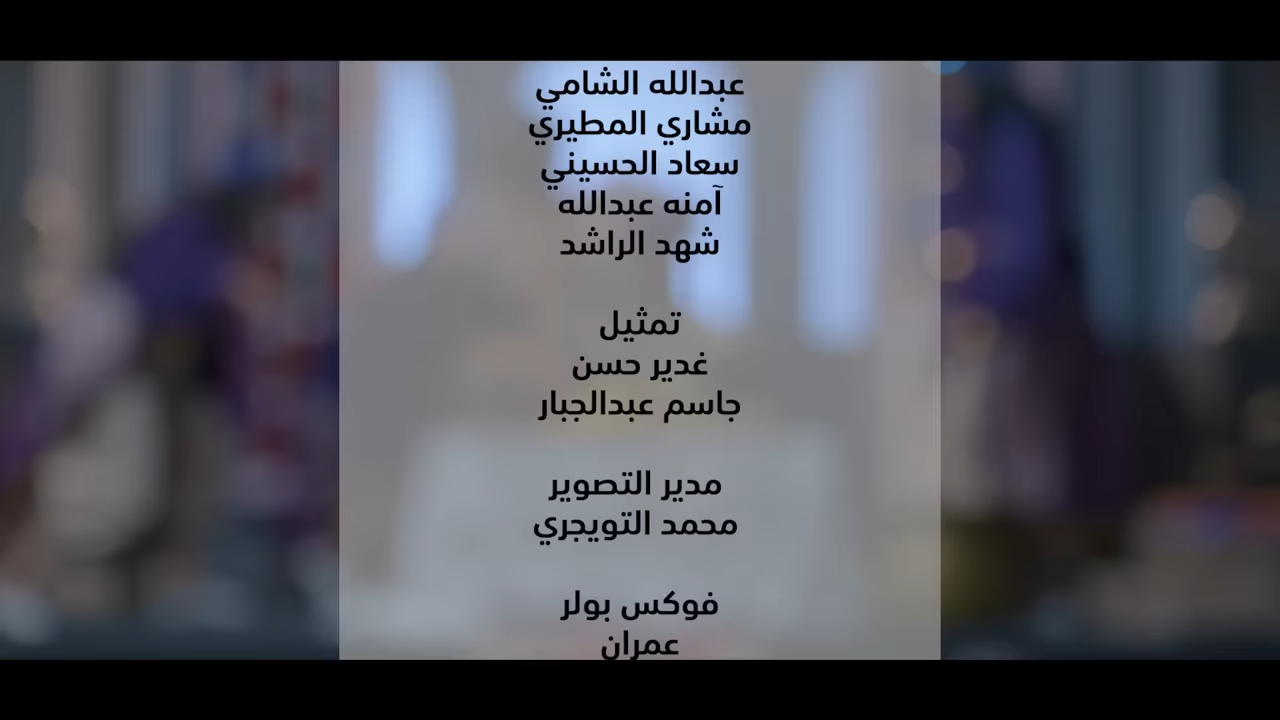 عبدالله الشامي
مشاري المطيري
سعاد الحسيني
آمنه عبدالله
شهد الراشد
تمثيل
غدير حسن
جاسم عبدالجبار
مدير التصوير
محمد التويجري
فوكس بولر
عمران